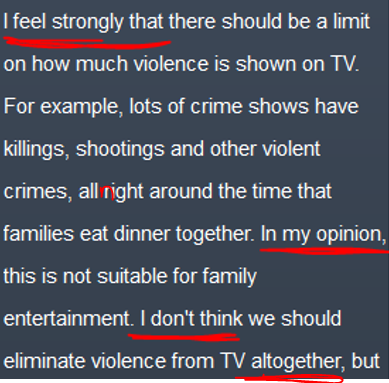 I feel strongly that there should be a limit
on how much violence is shown on TV.
For example, lots of crime shows have
killings, shootings and other violent
crimes, all right around the time that
families eat dinner together. In my opinion,
this is not suitable for family
entertainment. I don't think we should
eliminate violence from TV altogether, but